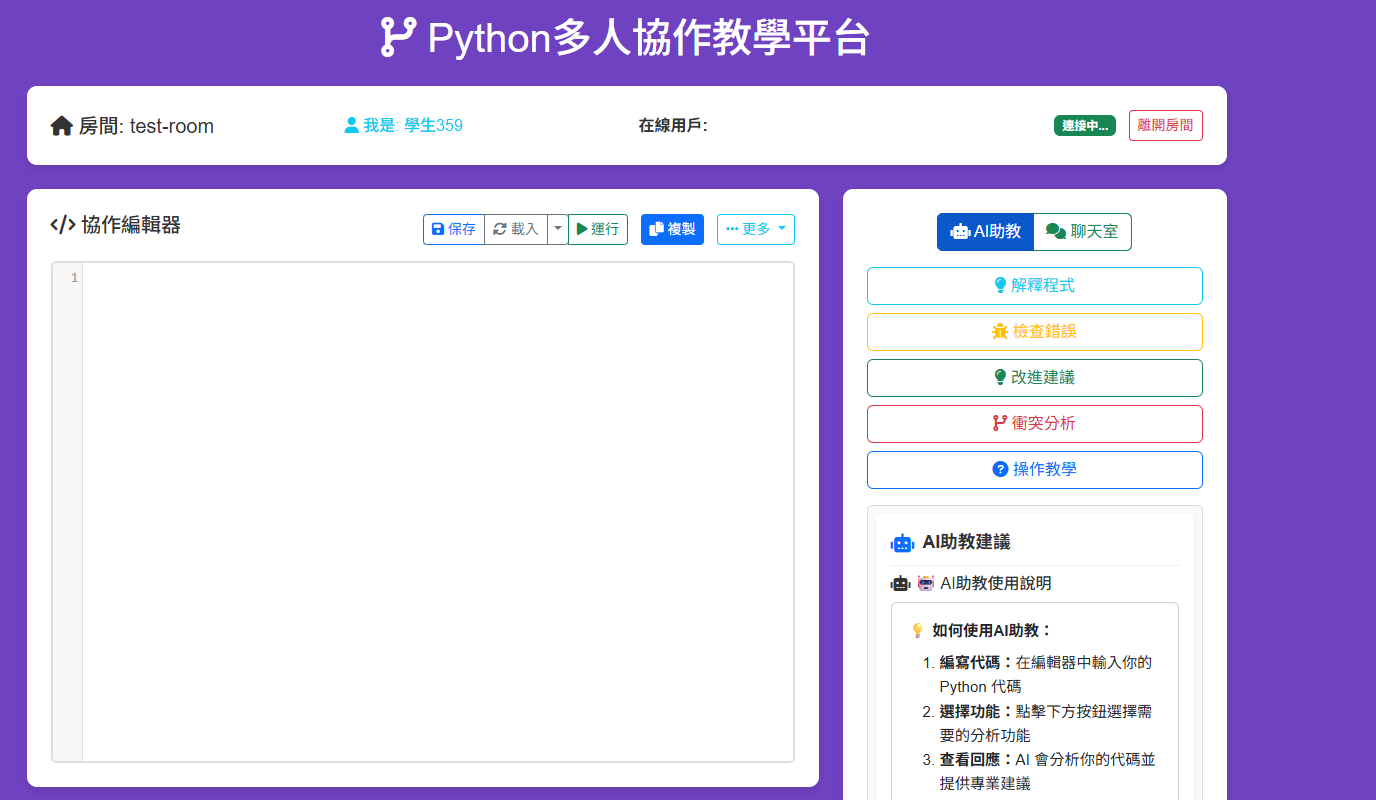 Python多人協作教學平台
房間: test-room
我是: 學生359
在線用戶:
連接中...
離開房間
協作編輯器
保存
載入
運行
複製
更多
1
AI助教
聊天室
解釋程式
檢查錯誤
改進建議
衝突分析
操作教學
AI助教建議
AI助教使用說明
如何使用AI助教：
1. 編寫代碼：在編輯器中輸入你的
Python 代碼
2. 選擇功能：點擊下方按鈕選擇需
要的分析功能
3. 查看回應：AI 會分析你的代碼並
提供專業建議